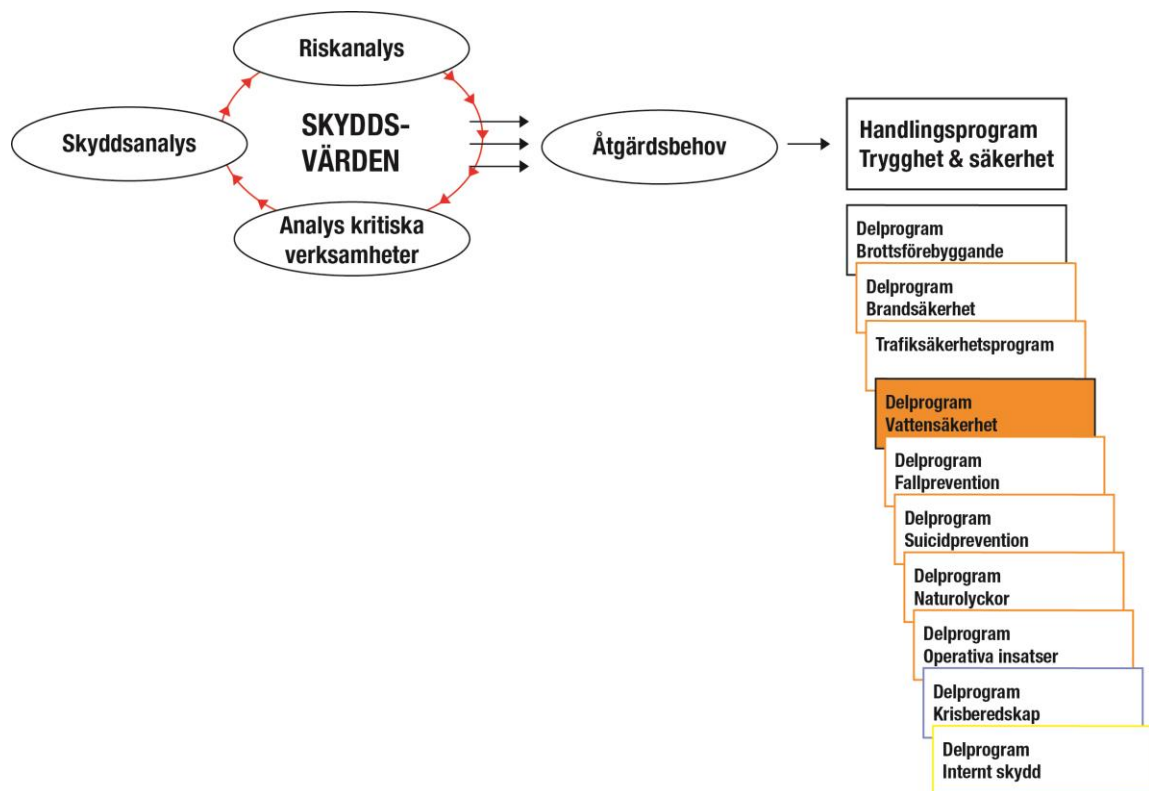 Riskanalys
Skyddsanalys
SKYDDS-
VÄRDEN
Analys kritiska
verksamheter
Åtgärdsbehov
Handlingsprogram
Trygghet & säkerhet
Delprogram
Brottsförebyggande
Delprogram
Brandsäkerhet
Trafiksäkerhetsprogram
Delprogram
Vattensäkerhet
Delprogram
Fallprevention
Delprogram
Suicidprevention
Delprogram
Naturolyckor
Delprogram
Operativa insatser
Delprogram
Krisberedskap
Delprogram
Internt skydd